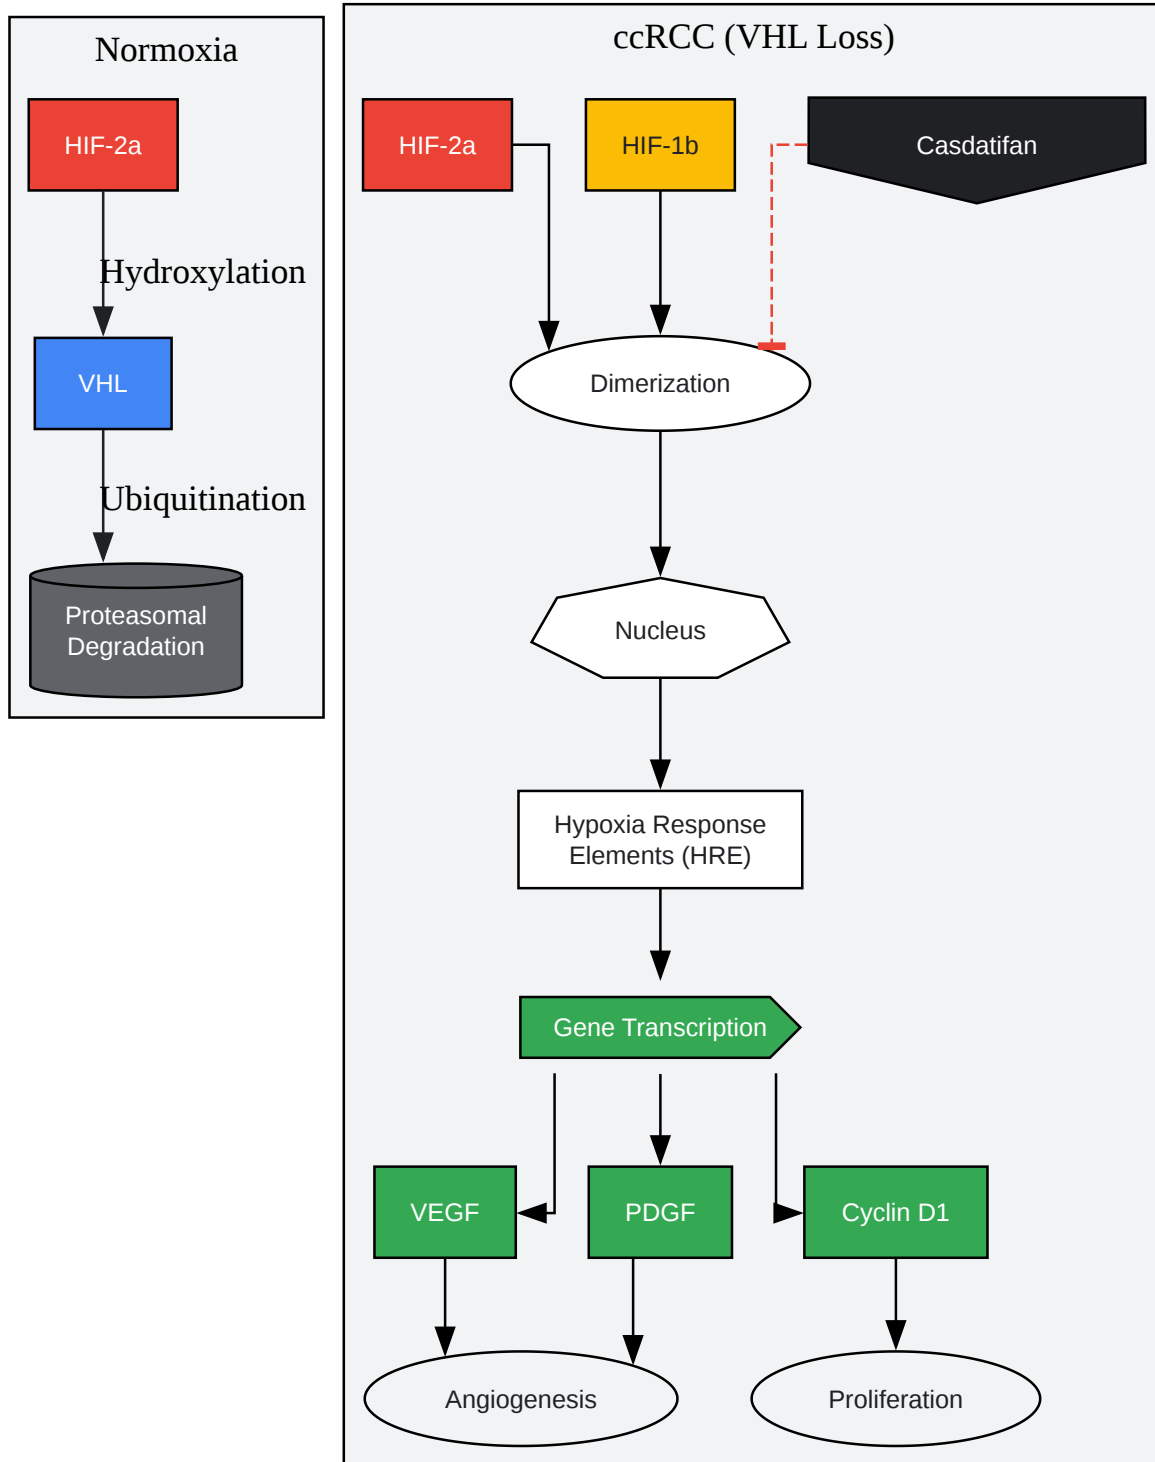 Normoxia
HIF-2a
Hydroxylation
VHL
Ubiquitination
Proteasomal
Degradation
ccRCC (VHL Loss)
HIF-2a
HIF-1b
Casdatifan
Dimerization
Nucleus
Hypoxia Response
Elements (HRE)
Gene Transcription
VEGF
PDGF
Cyclin D1
Angiogenesis
Proliferation